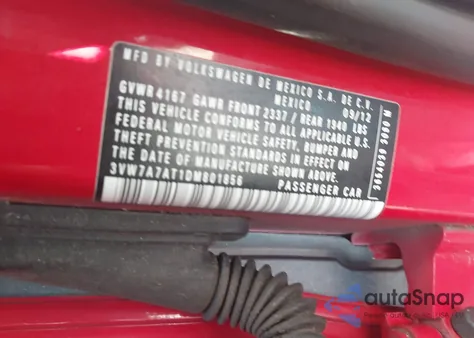 MFD BY VOLKSWAGEN DE MEXICO S.A. DE C.V.
MEXICO 09/12
GVWR 4167 GAWR FRONT 2337 / REAR 1940 LBS
THIS VEHICLE CONFORMS TO ALL APPLICABLE U.S.
FEDERAL MOTOR VEHICLE SAFETY, BUMPER AND
THEFT PREVENTION STANDARDS IN EFFECT ON
THE DATE OF MANUFACTURE SHOWN ABOVE.
3VW7A7AT1DM801856 PASSENGER CAR
autoSnap